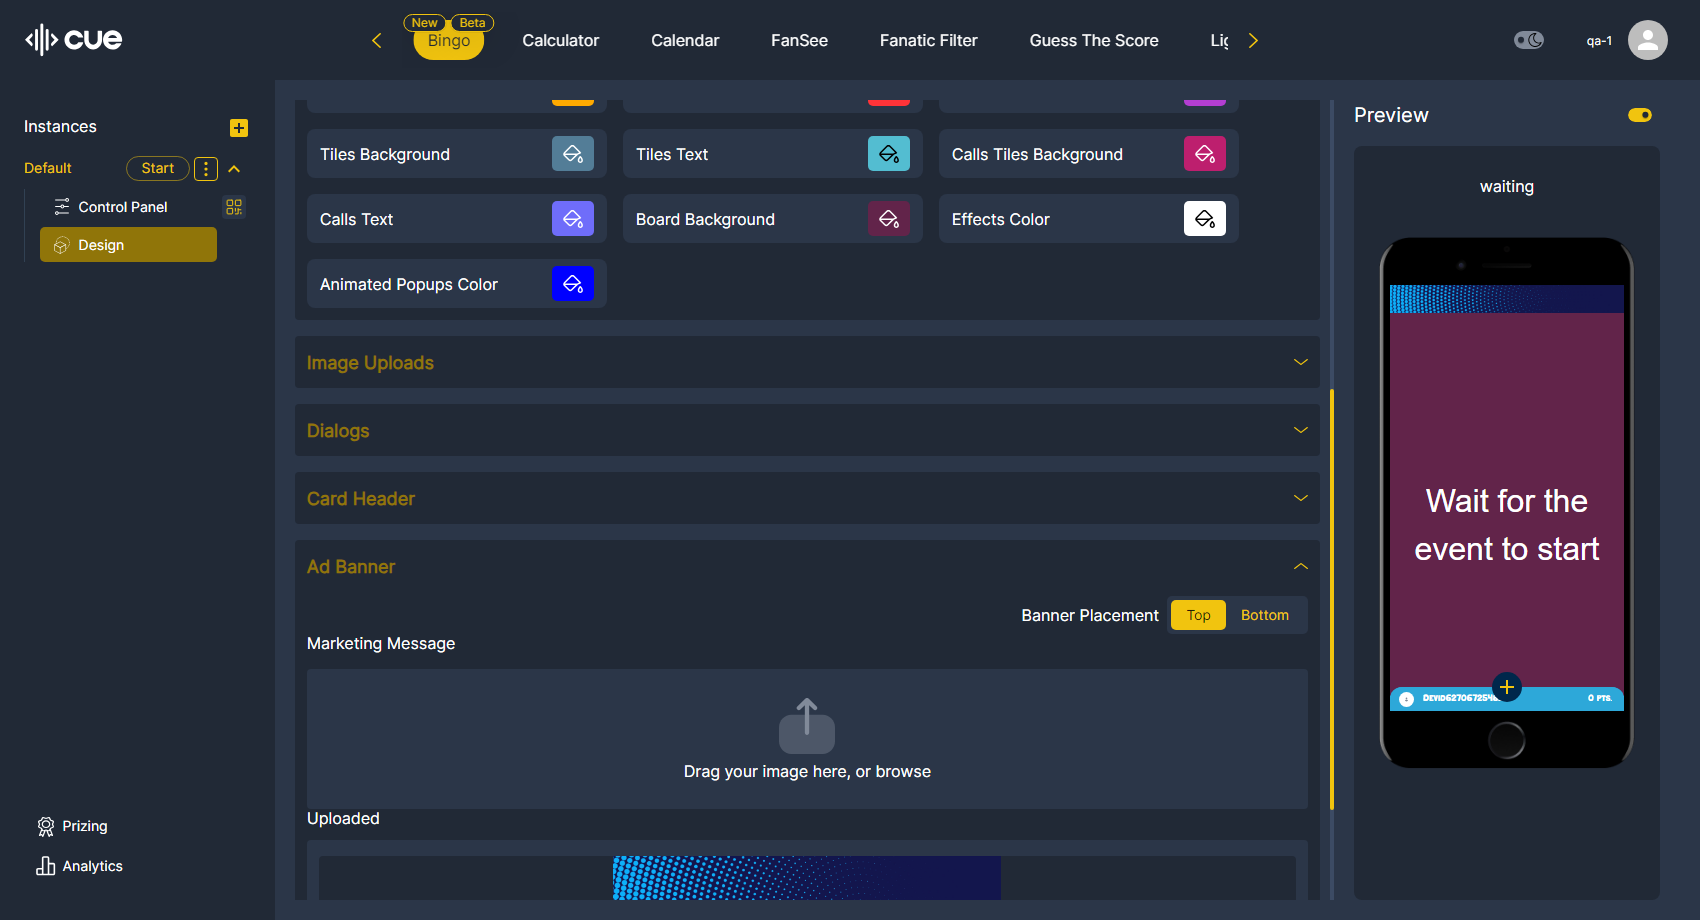 cue
New
Beta
Bingo
Calculator
Calendar
FanSee
Fanatic Filter
Guess The Score
qa-1
Instances
Default
Start
Control Panel
Design
Prizing
Analytics
Tiles Background
Tiles Text
Calls Tiles Background
Calls Text
Board Background
Effects Color
Animated Popups Color
Image Uploads
Dialogs
Card Header
Ad Banner
Banner Placement
Top
Bottom
Marketing Message
Drag your image here, or browse
Uploaded
Preview
waiting
Wait for the
event to start
0 PTS.